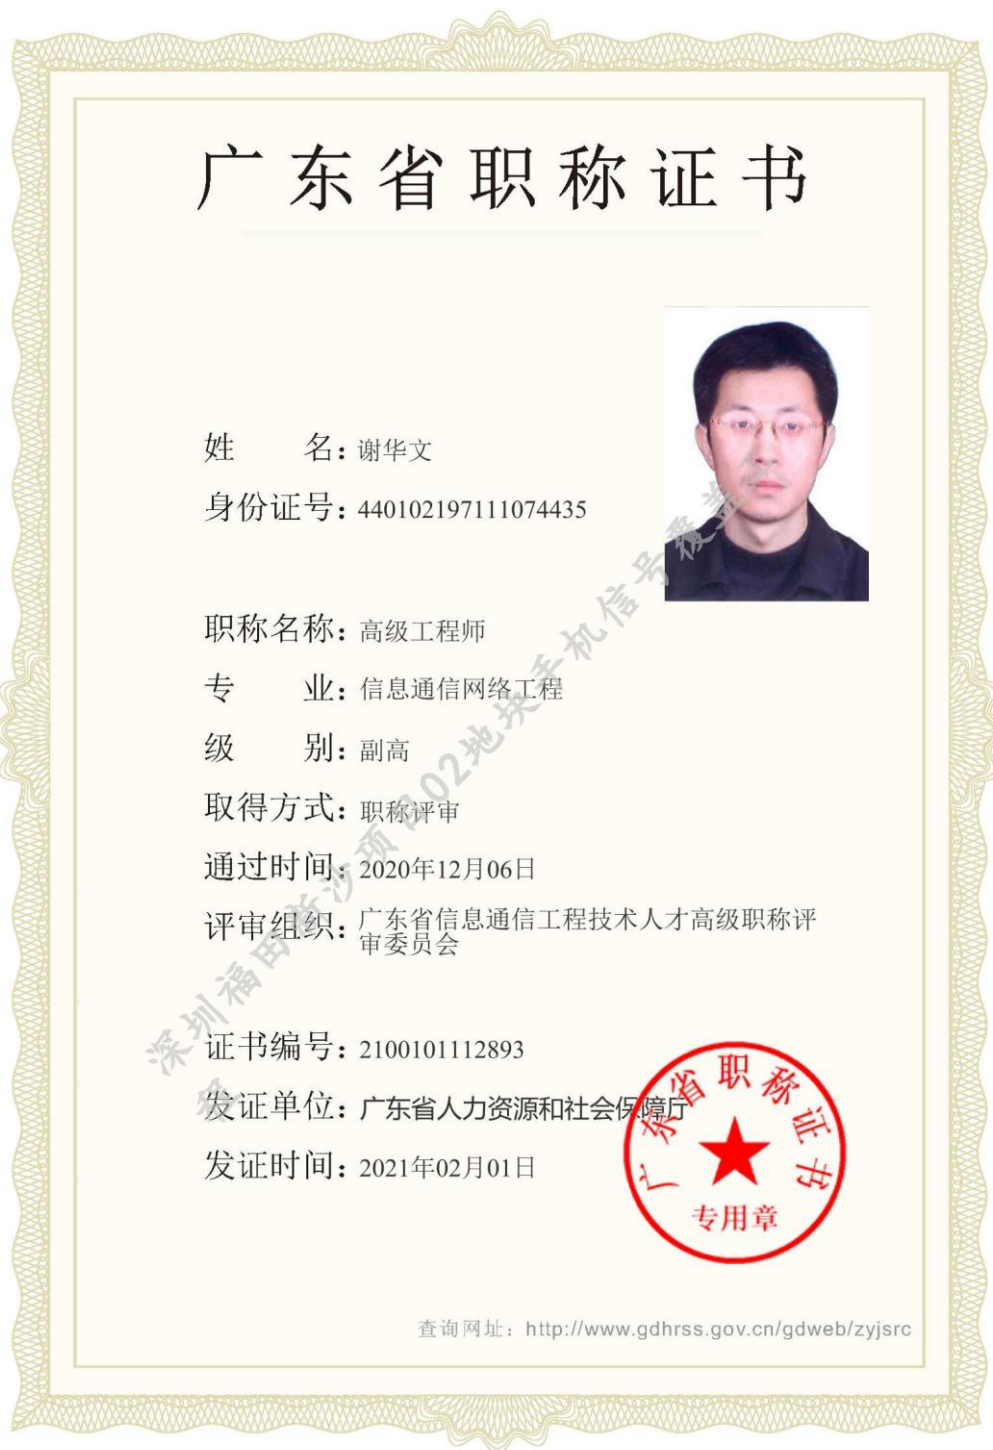 广东省职称证书
姓　　名：谢华文
身份证号：440102197111074435
职称名称：高级工程师
专　　业：信息通信网络工程
级　　别：副高
取得方式：职称评审
通过时间：2020年12月06日
评审组织：广东省信息通信工程技术人才高级职称评
审委员会
证书编号：2100101112893
发证单位：广东省人力资源和社会保障厅
发证时间：2021年02月01日
广东省职称证书
专用章
查询网址：http://www.gdhrss.gov.cn/gdweb/zyjsrc
深圳福田新沙项目02地块手机信号覆盖